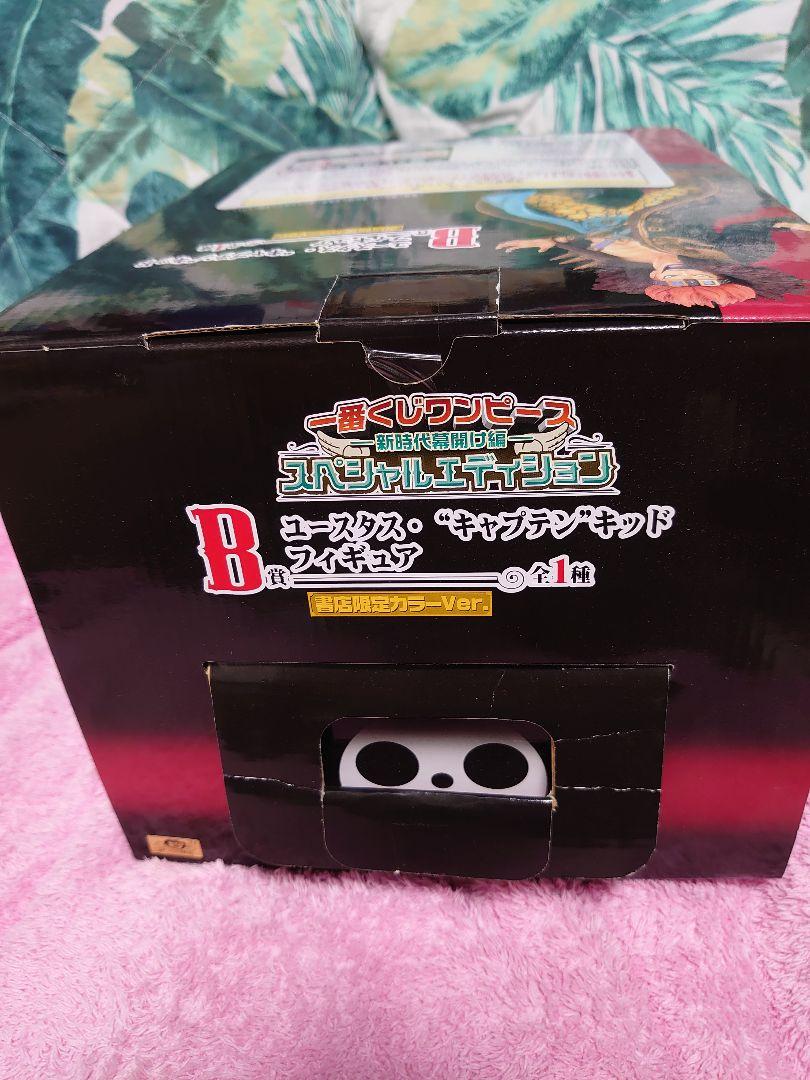 B
一番くじワンピース
新時代幕開け編
スペシャルエディション
B賞
ユースタス・“キャプテン”キッド
フィギュア
全1種
書店限定カラーVer.